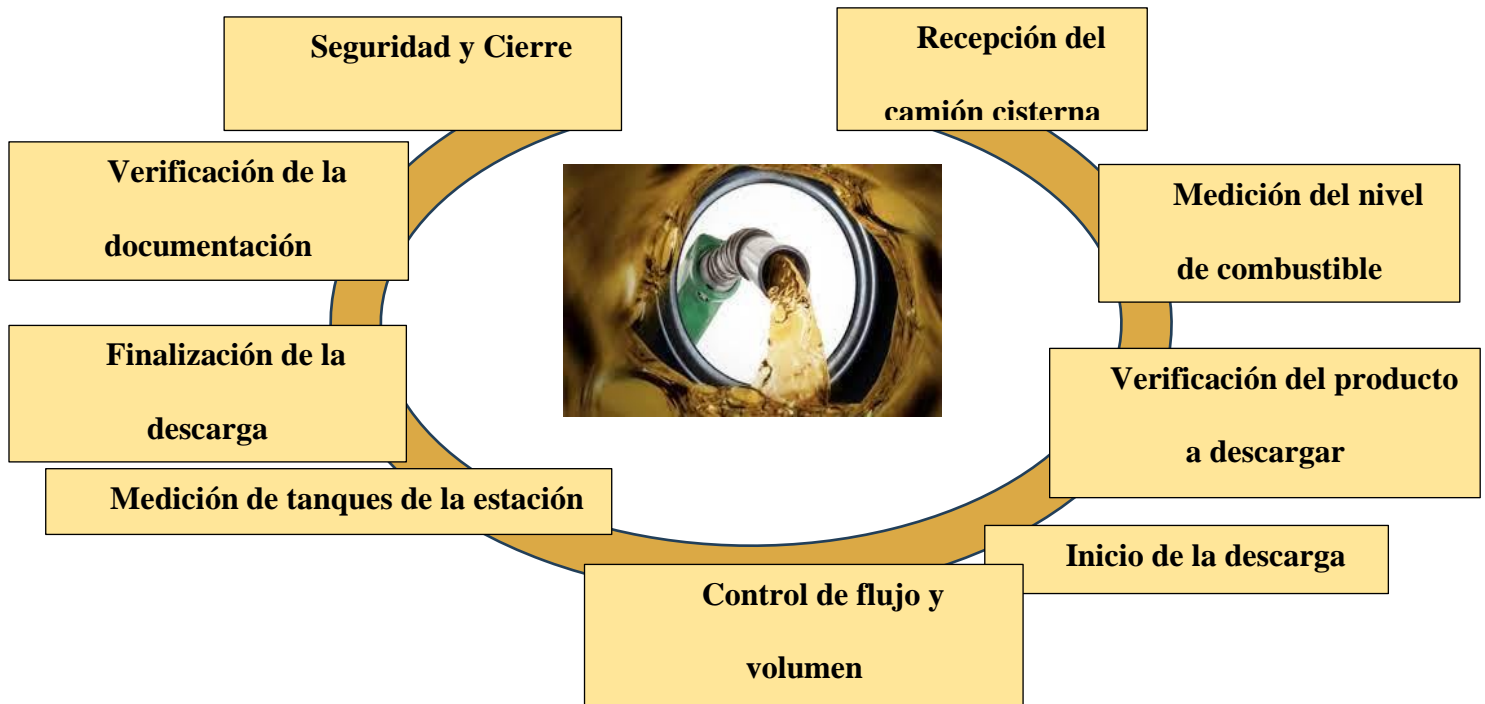 Seguridad y Cierre
Recepción del
camión cisterna
Verificación de la
documentación
Medición del nivel
de combustible
Finalización de la
descarga
Verificación del producto
a descargar
Medición de tanques de la estación
Inicio de la descarga
Control de flujo y
volumen